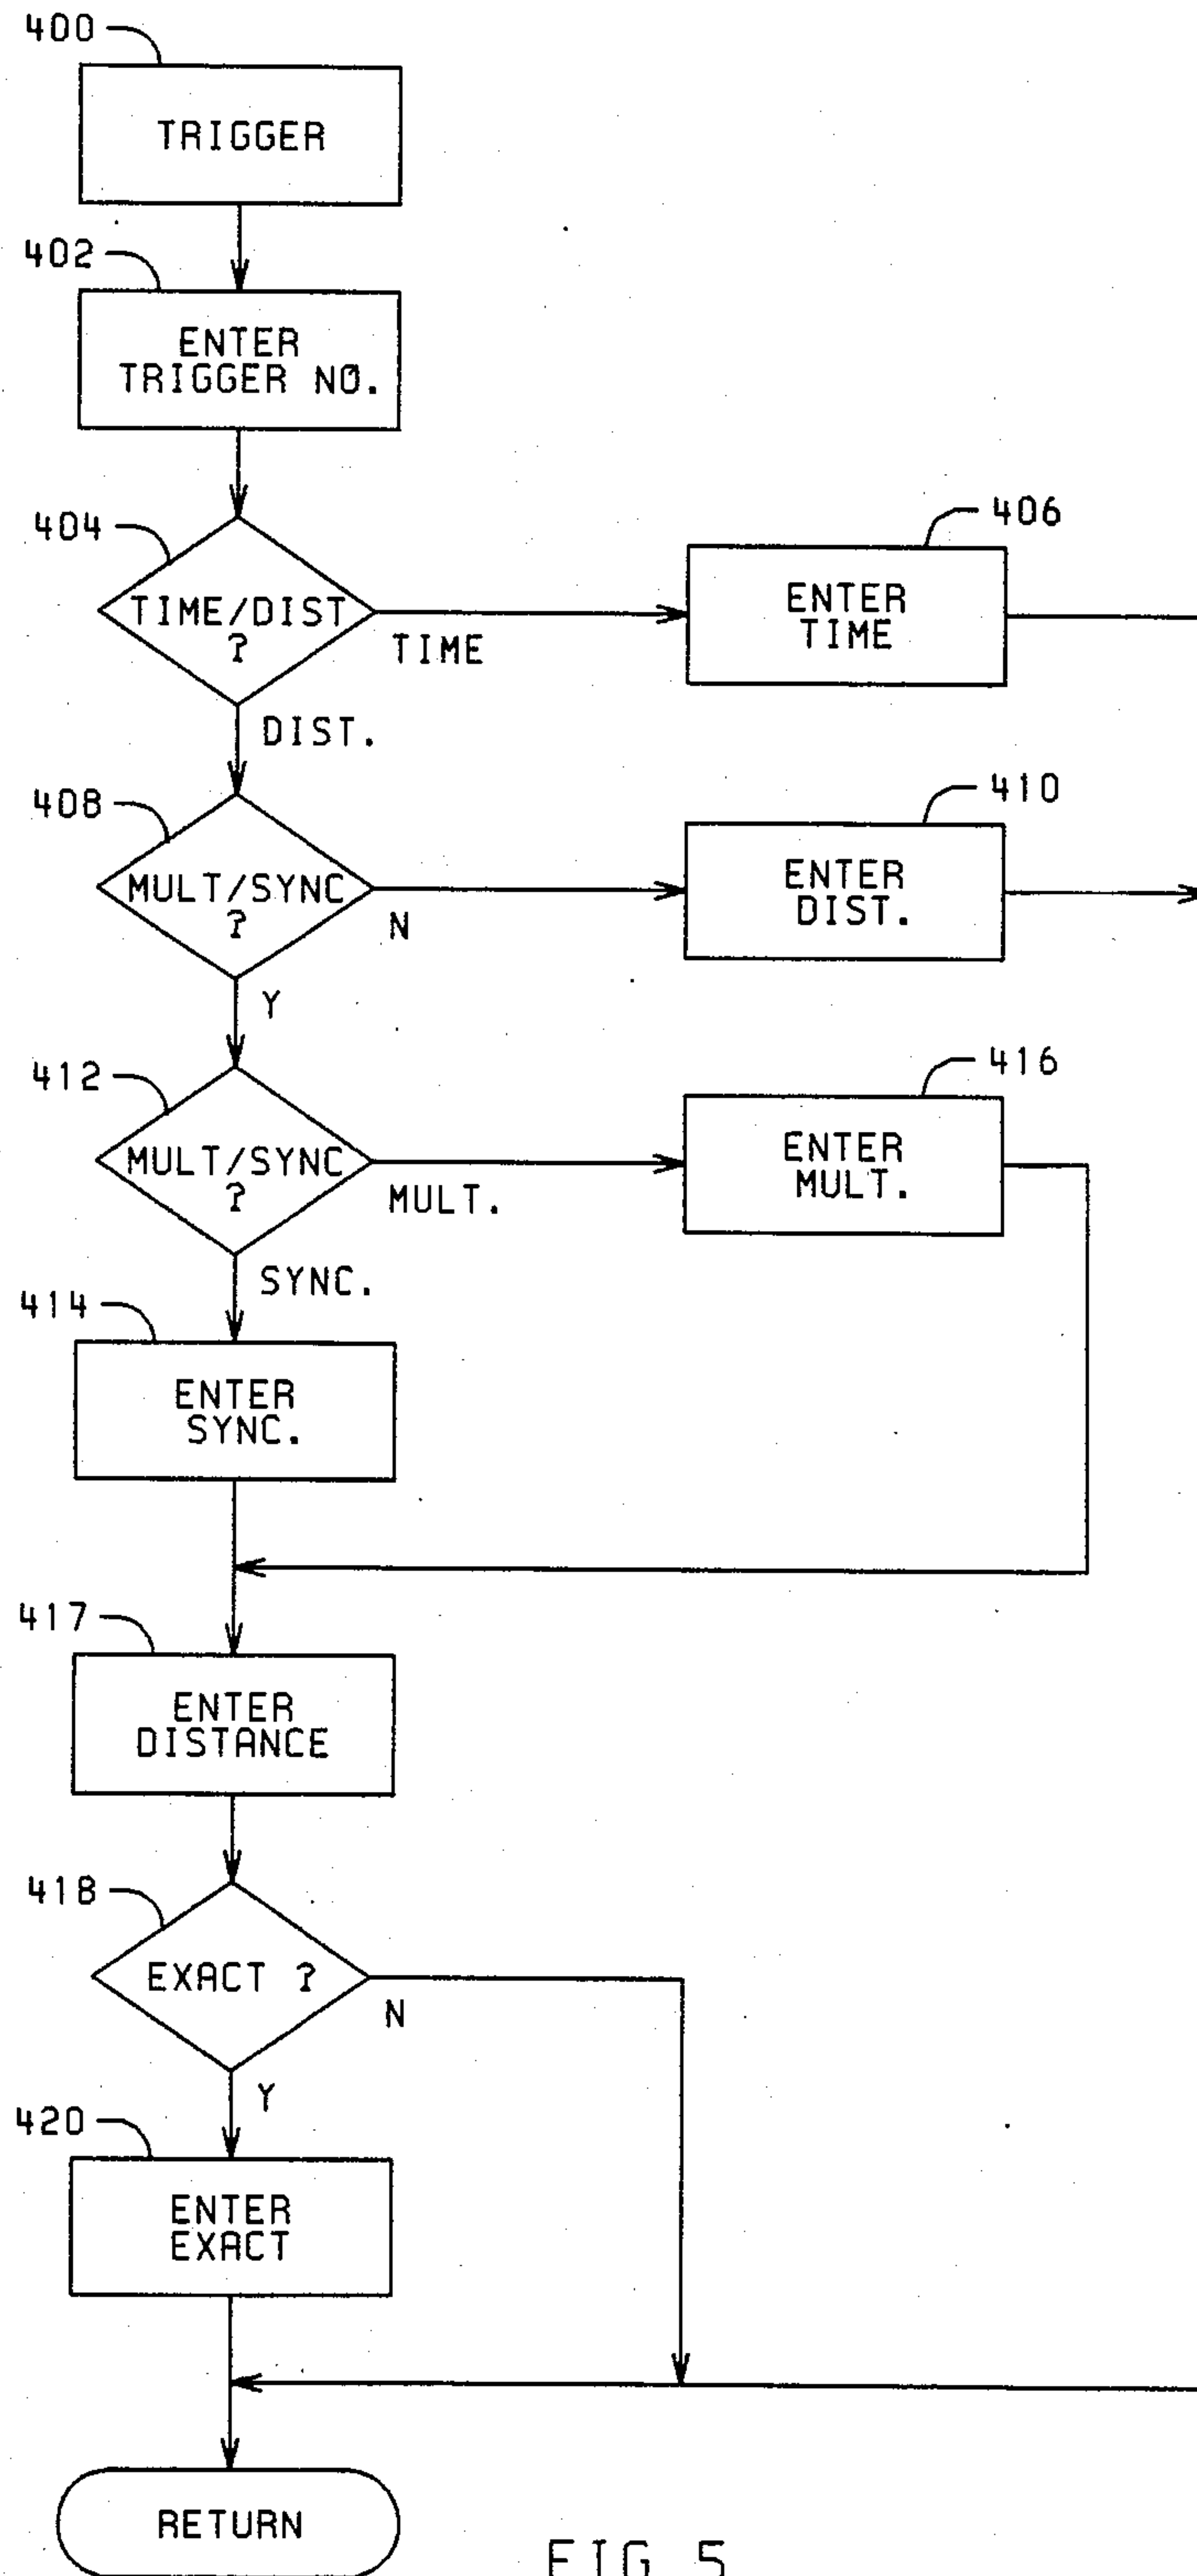 400
TRIGGER
402
ENTER
TRIGGER NO.
404
TIME/DIST
?
TIME
406
ENTER
TIME
DIST.
408
MULT/SYNC
?
N
410
ENTER
DIST.
Y
412
MULT/SYNC
?
MULT.
416
ENTER
MULT.
SYNC.
414
ENTER
SYNC.
417
ENTER
DISTANCE
418
EXACT ?
N
Y
420
ENTER
EXACT
RETURN
FIG 5